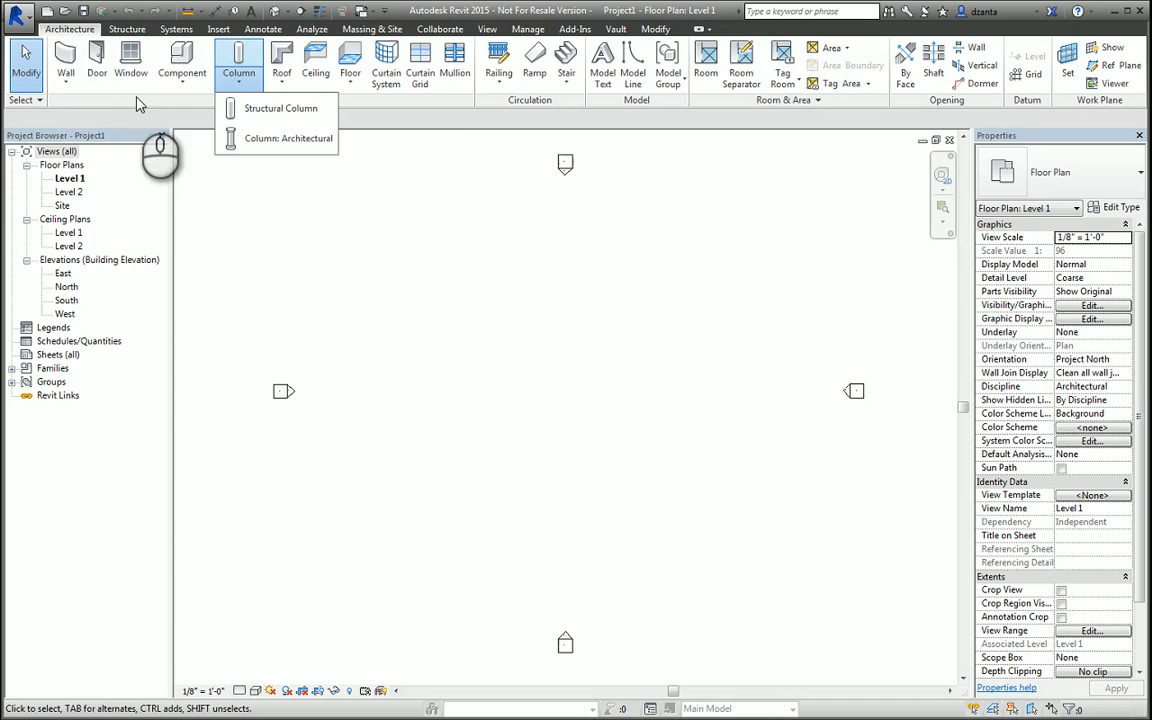 Autodesk Revit 2015 - Not For Resale Version - Project1 - Floor Plan: Level 1
Type a keyword or phrase
dzanta
Architecture Structure Systems Insert Annotate Analyze Massing & Site Collaborate View Manage Add-Ins Vault Modify
Modify
Wall
Door
Window
Component
Column
Roof
Ceiling
Floor
Curtain System
Curtain Grid
Mullion
Railing
Ramp
Stair
Model Text
Model Line
Model Group
Room
Room Separator
Tag Room
Area
Area Boundary
Tag Area
By Face
Shaft
Wall
Vertical
Dormer
Show
Grid
Set
Ref Plane
Viewer
Select
Circulation
Model
Room & Area
Opening
Datum
Work Plane
Structural Column
Column: Architectural
Project Browser - Project1
Views (all)
Floor Plans
Level 1
Level 2
Site
Ceiling Plans
Level 1
Level 2
Elevations (Building Elevation)
East
North
South
West
Legends
Schedules/Quantities
Sheets (all)
Families
Groups
Revit Links
2D
Properties
Floor Plan
Floor Plan: Level 1
Edit Type
Graphics
View Scale 1/8" = 1'-0"
Scale Value 1: 96
Display Model Normal
Detail Level Coarse
Parts Visibility Show Original
Visibility/Graphi... Edit...
Graphic Display ... Edit...
Underlay None
Underlay Orient... Plan
Orientation Project North
Wall Join Display Clean all wall j...
Discipline Architectural
Show Hidden Li... By Discipline
Color Scheme L... Background
Color Scheme <none>
System Color Sc... Edit...
Default Analysis... None
Sun Path
Identity Data
View Template <None>
View Name Level 1
Dependency Independent
Title on Sheet
Referencing Sheet
Referencing Detail
Extents
Crop View
Crop Region Vis...
Annotation Crop
View Range Edit...
Associated Level Level 1
Scope Box None
Depth Clipping No clip
Properties help
Apply
1/8" = 1'-0"
Click to select, TAB for alternates, CTRL adds, SHIFT unselects.
:0
Main Model
:0